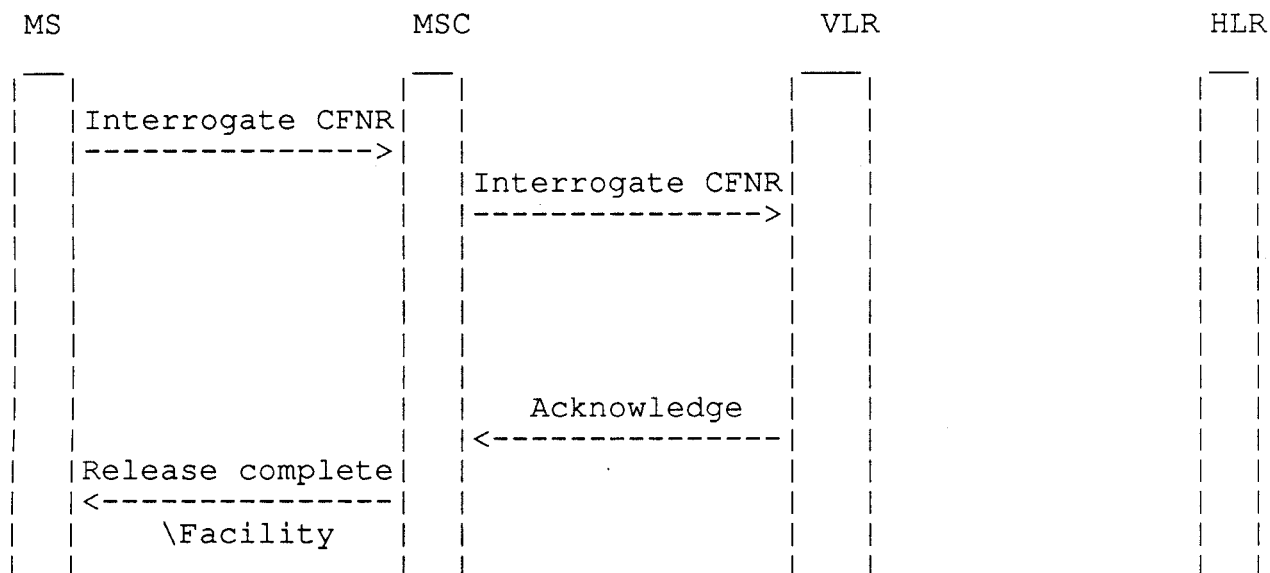 MS MSC VLR HLR
Interrogate CFNR
-------------->
Interrogate CFNR
-------------->
Acknowledge
<--------------
Release complete
<--------------
\Facility